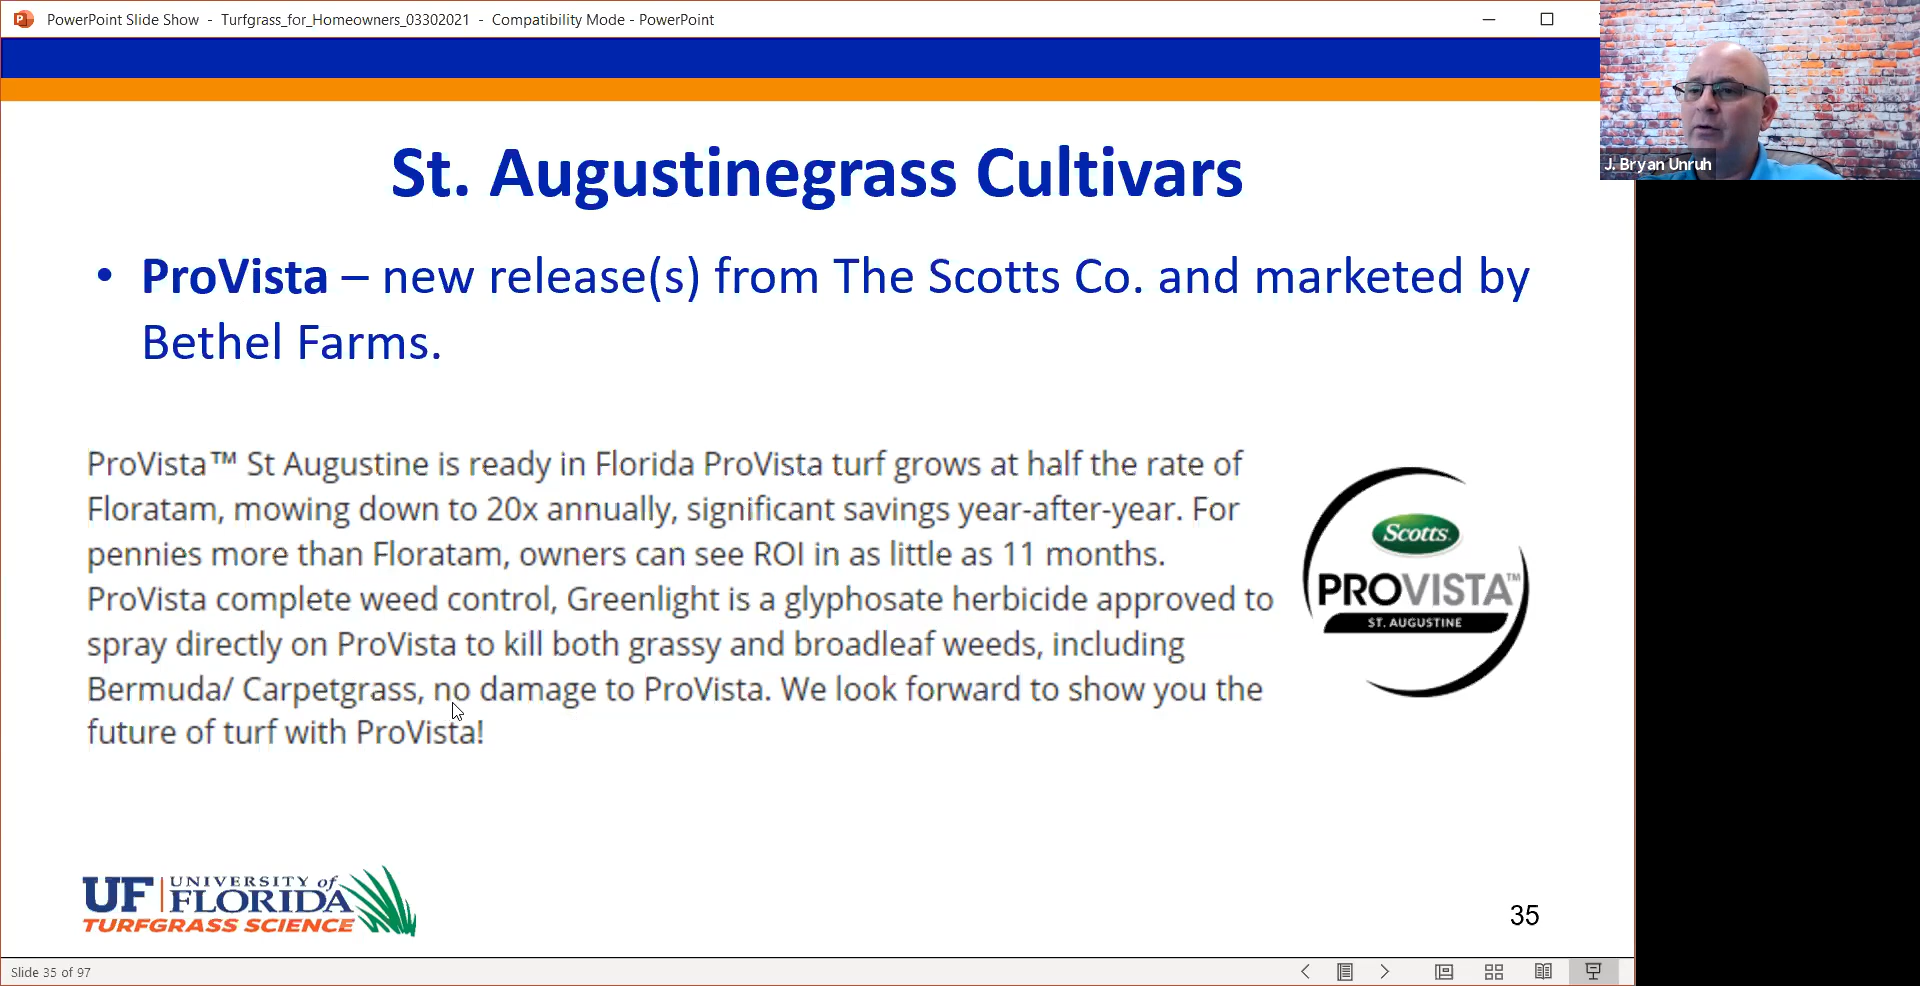 PowerPoint Slide Show - Turfgrass_for_Homeowners_03302021 - Compatibility Mode - PowerPoint
J. Bryan Unruh
St. Augustinegrass Cultivars
• ProVista – new release(s) from The Scotts Co. and marketed by
Bethel Farms.
ProVista™ St Augustine is ready in Florida ProVista turf grows at half the rate of
Floratam, mowing down to 20x annually, significant savings year-after-year. For
pennies more than Floratam, owners can see ROI in as little as 11 months.
ProVista complete weed control, Greenlight is a glyphosate herbicide approved to
spray directly on ProVista to kill both grassy and broadleaf weeds, including
Bermuda/ Carpetgrass, no damage to ProVista. We look forward to show you the
future of turf with ProVista!
Scotts
PROVISTA™
ST. AUGUSTINE
UF UNIVERSITY of
FLORIDA
TURFGRASS SCIENCE
35
Slide 35 of 97